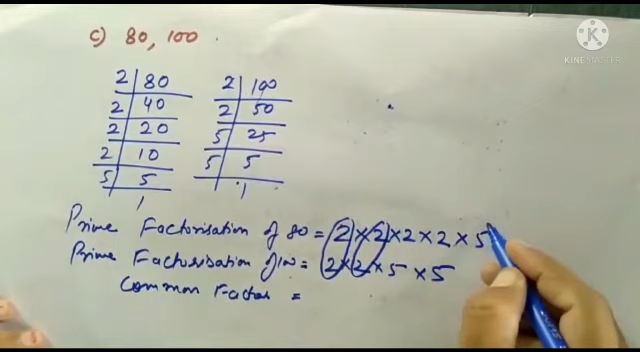 c) 80, 100.
K
KINEMASTER
2 80 2 100
2 40 2 50
2 20 5 25
2 10 5 5
5 5 1
1
Prime Factorisation of 80 = 2 × 2 × 2 × 2 × 5
Prime Factorisation of 100 = 2 × 2 × 5 × 5
Common Factor =